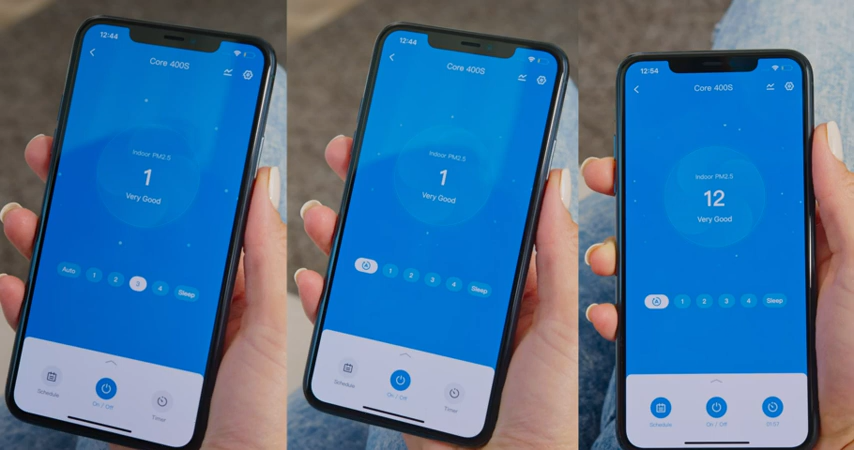 12:44
Core 400S
Indoor PM2.5
1
Very Good
Auto 1 2 3 4 Sleep
Schedule On / Off Timer
12:44
Core 400S
Indoor PM2.5
1
Very Good
1 2 3 4 Sleep
Schedule On / Off Timer
12:54
Core 400S
Indoor PM2.5
12
Very Good
1 2 3 4 Sleep
Schedule On / Off